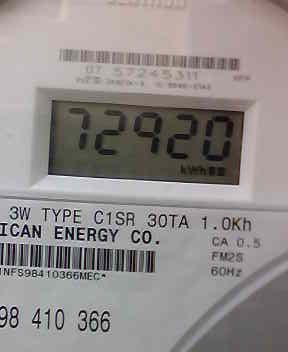 07 57245311
72920
kWh
3W TYPE C1SR 30TA 1.0Kh
ICAN ENERGY CO.
CA 0.5
FM2S
60Hz
INFS98410366MEC*
98 410 366